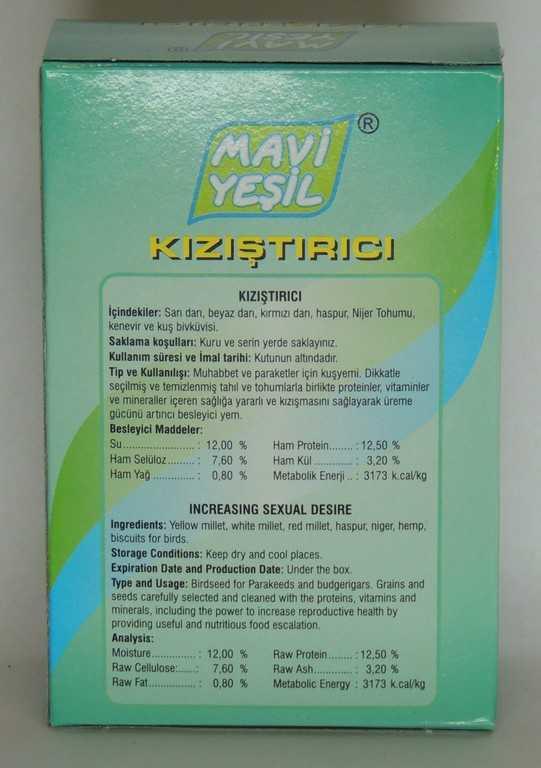 MAVİ
YEŞİL
®
KIZIŞTIRICI
KIZIŞTIRICI
İçindekiler: Sarı darı, beyaz darı, kırmızı darı, haspur, Nijer Tohumu,
kenevir ve kuş bivküvisi.
Saklama koşulları: Kuru ve serin yerde saklayınız.
Kullanım süresi ve İmal tarihi: Kutunun altındadır.
Tip ve Kullanılışı: Muhabbet ve paraketler için kuşyemi. Dikkatle
seçilmiş ve temizlenmiş tahıl ve tohumlarla birlikte proteinler, vitaminler
ve mineraller içeren sağlığa yararlı ve kızışmasını sağlayarak üreme
gücünü artırıcı besleyici yem.
Besleyici Maddeler:
Su........................ : 12,00 % Ham Protein....... : 12,50 %
Ham Selüloz......... : 7,60 % Ham Kül ............. : 3,20 %
Ham Yağ .............. : 0,80 % Metabolik Enerji .. : 3173 k.cal/kg
INCREASING SEXUAL DESIRE
Ingredients: Yellow millet, white millet, red millet, haspur, niger, hemp,
biscuits for birds.
Storage Conditions: Keep dry and cool places.
Expiration Date and Production Date: Under the box.
Type and Usage: Birdseed for Parakeeds and budgerigars. Grains and
seeds carefully selected and cleaned with the proteins, vitamins and
minerals, including the power to increase reproductive health by
providing useful and nutritious food escalation.
Analysis:
Moisture............... : 12,00 % Raw Protein........ : 12,50 %
Raw Cellulose:.....: 7,60 % Raw Ash............. : 3,20 %
Raw Fat................ : 0,80 % Metabolic Energy : 3173 k.cal/kg